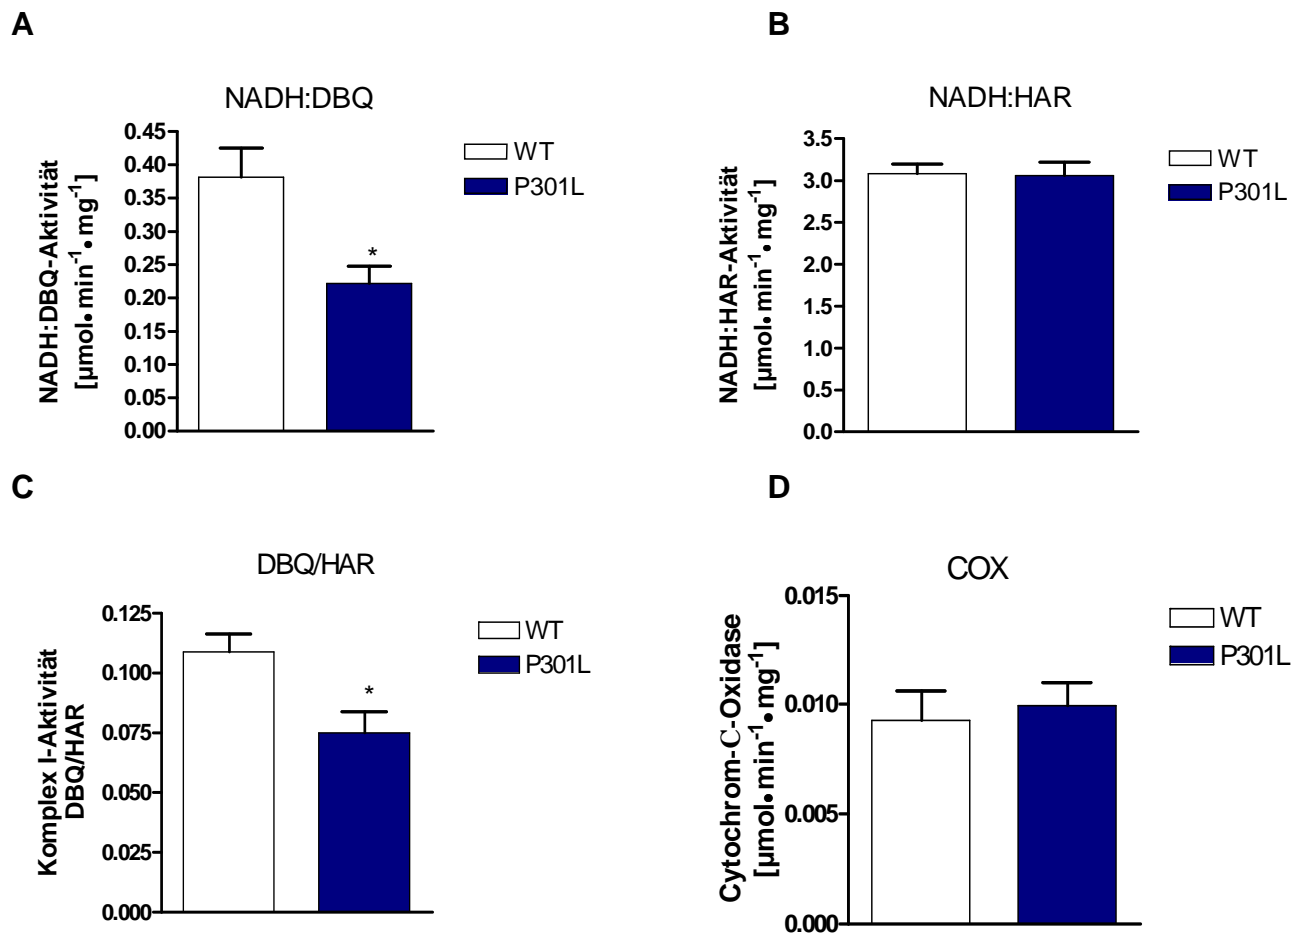 A
NADH:DBQ
NADH:DBQ-Aktivität
[µmol•min⁻¹•mg⁻¹]
0.45
0.40
0.35
0.30
0.25
0.20
0.15
0.10
0.05
0.00
*
WT
P301L
B
NADH:HAR
NADH:HAR-Aktivität
[µmol•min⁻¹•mg⁻¹]
3.5
3.0
2.5
2.0
1.5
1.0
0.5
0.0
WT
P301L
C
DBQ/HAR
Komplex I-Aktivität
DBQ/HAR
0.125
0.100
0.075
0.050
0.025
0.000
*
WT
P301L
D
COX
Cytochrom-C-Oxidase
[µmol•min⁻¹•mg⁻¹]
0.015
0.010
0.005
0.000
WT
P301L